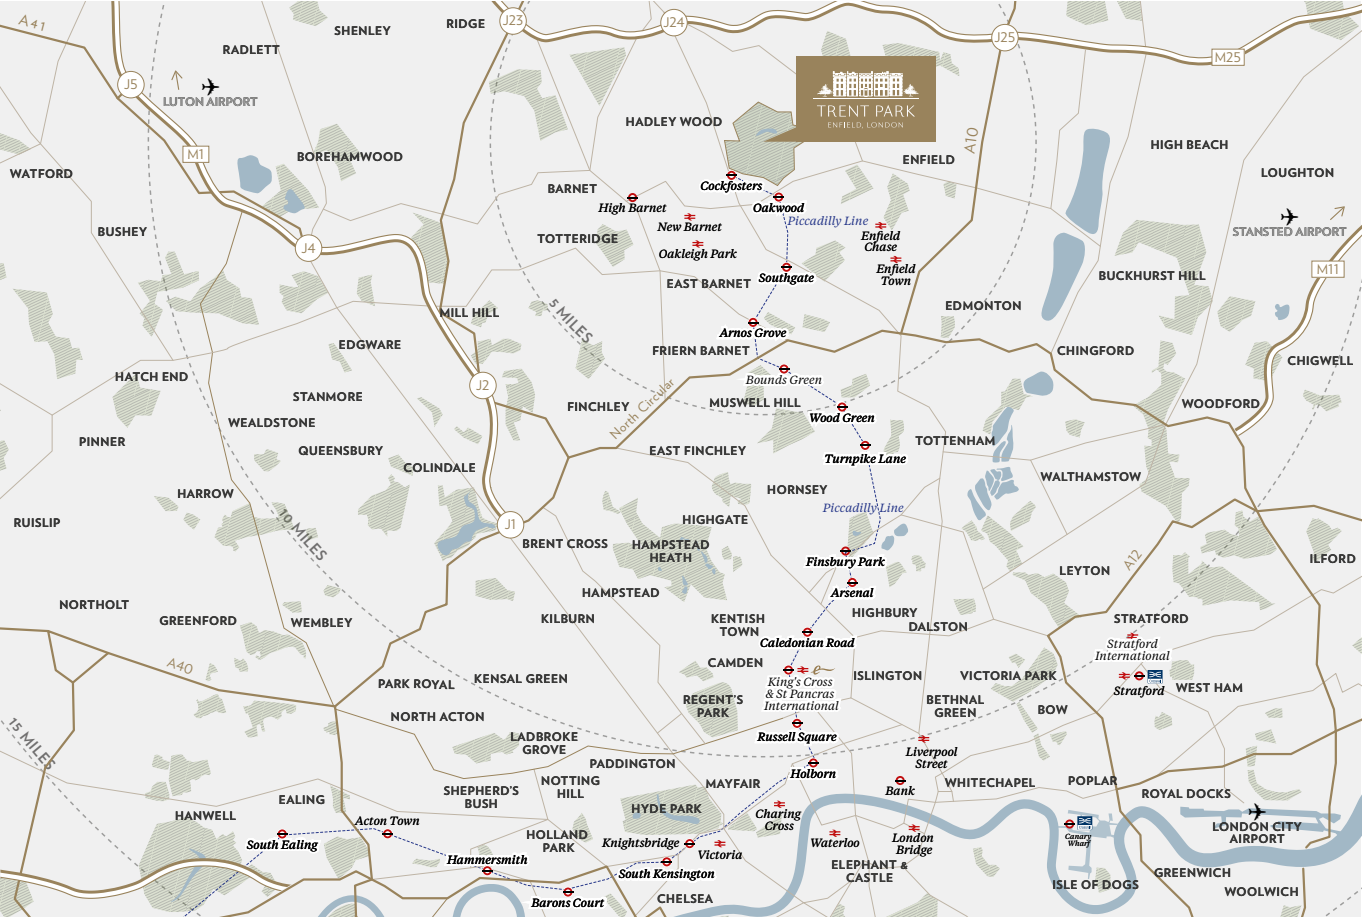 A41
SHENLEY
RIDGE
J23
J24
J25
M25
RADLETT
J5
LUTON AIRPORT
TRENT PARK
ENFIELD, LONDON
HADLEY WOOD
A10
M1
BOREHAMWOOD
ENFIELD
HIGH BEACH
WATFORD
LOUGHTON
BARNET
Cockfosters
High Barnet
Oakwood
New Barnet
Piccadilly Line
Enfield
Chase
STANSTED AIRPORT
BUSHEY
J4
TOTTERIDGE
Oakleigh Park
Enfield
Town
M11
EAST BARNET
Southgate
BUCKHURST HILL
MILL HILL
5 MILES
EDMONTON
Arnos Grove
EDGWARE
FRIERN BARNET
CHINGFORD
CHIGWELL
HATCH END
J2
Bounds Green
STANMORE
FINCHLEY
North Circular
MUSWELL HILL
Wood Green
WOODFORD
WEALDSTONE
PINNER
QUEENSBURY
EAST FINCHLEY
Turnpike Lane
TOTTENHAM
COLINDALE
WALTHAMSTOW
HARROW
HORNSEY
Piccadilly Line
RUISLIP
10 MILES
J1
HIGHGATE
BRENT CROSS
HAMPSTEAD
HEATH
Finsbury Park
A12
ILFORD
LEYTON
HAMPSTEAD
Arsenal
NORTHOLT
GREENFORD
WEMBLEY
KILBURN
KENTISH
TOWN
HIGHBURY
DALSTON
STRATFORD
Caledonian Road
Stratford
International
A40
CAMDEN
PARK ROYAL
KENSAL GREEN
King's Cross
& St Pancras
International
ISLINGTON
VICTORIA PARK
Stratford
WEST HAM
REGENT'S
PARK
BETHNAL
GREEN
BOW
NORTH ACTON
15 MILES
LADBROKE
GROVE
Russell Square
Liverpool
Street
PADDINGTON
Holborn
NOTTING
HILL
MAYFAIR
Bank
WHITECHAPEL
POPLAR
ROYAL DOCKS
SHEPHERD'S
BUSH
EALING
HYDE PARK
HANWELL
Acton Town
Charing
Cross
Canary
Wharf
LONDON CITY
AIRPORT
South Ealing
HOLLAND
PARK
Knightsbridge
Victoria
Waterloo
London
Bridge
Hammersmith
South Kensington
ELEPHANT &
CASTLE
ISLE OF DOGS
GREENWICH
WOOLWICH
Barons Court
CHELSEA